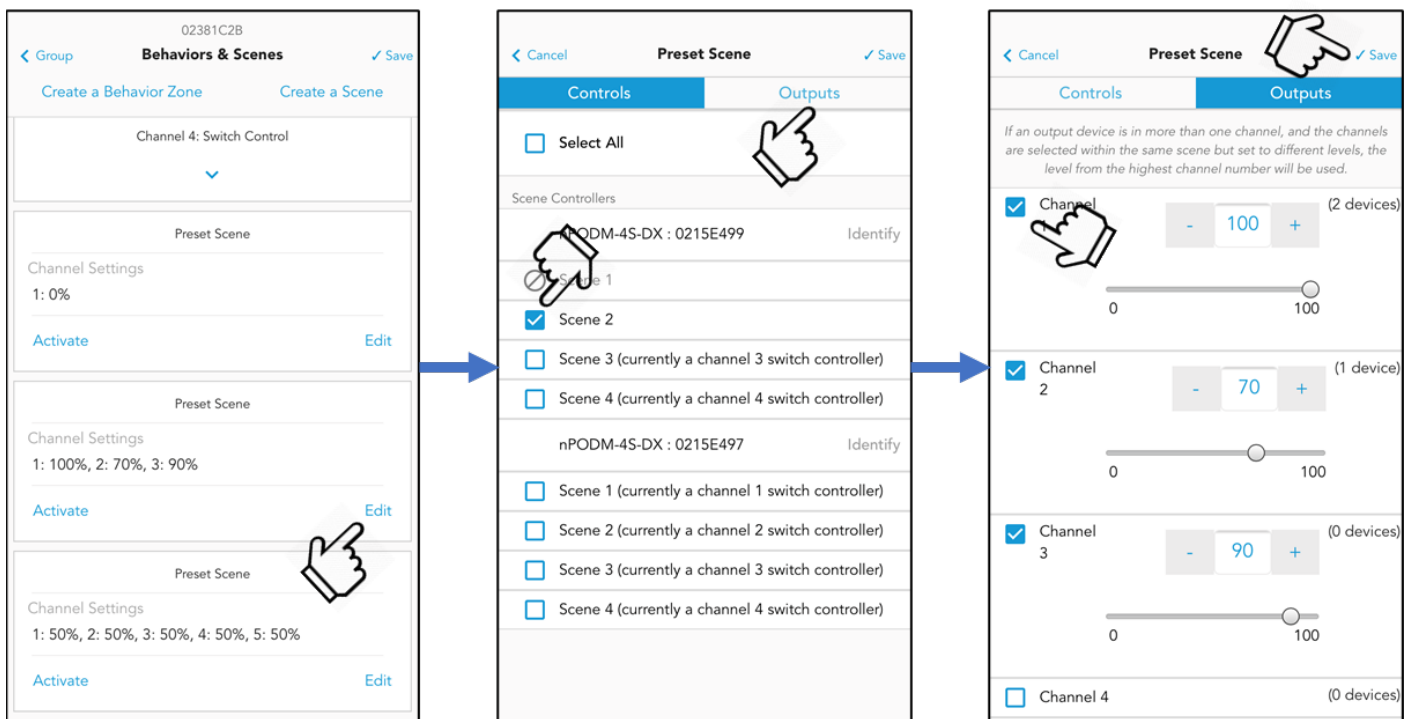 02381C2B
Group
Behaviors & Scenes
Save
Create a Behavior Zone
Create a Scene
Channel 4: Switch Control
Preset Scene
Channel Settings
1: 0%
Activate
Edit
Preset Scene
Channel Settings
1: 100%, 2: 70%, 3: 90%
Activate
Edit
Preset Scene
Channel Settings
1: 50%, 2: 50%, 3: 50%, 4: 50%, 5: 50%
Activate
Edit
Cancel
Preset Scene
Save
Controls
Outputs
Select All
Scene Controllers
nPODM-4S-DX : 0215E499
Identify
Scene 1
Scene 2
Scene 3 (currently a channel 3 switch controller)
Scene 4 (currently a channel 4 switch controller)
nPODM-4S-DX : 0215E497
Identify
Scene 1 (currently a channel 1 switch controller)
Scene 2 (currently a channel 2 switch controller)
Scene 3 (currently a channel 3 switch controller)
Scene 4 (currently a channel 4 switch controller)
Cancel
Preset Scene
Save
Controls
Outputs
If an output device is in more than one channel, and the channels
are selected within the same scene but set to different levels, the
level from the highest channel number will be used.
Channel
(2 devices)
- 100 +
0 100
Channel
2
(1 device)
- 70 +
0 100
Channel
3
(0 devices)
- 90 +
0 100
Channel 4
(0 devices)